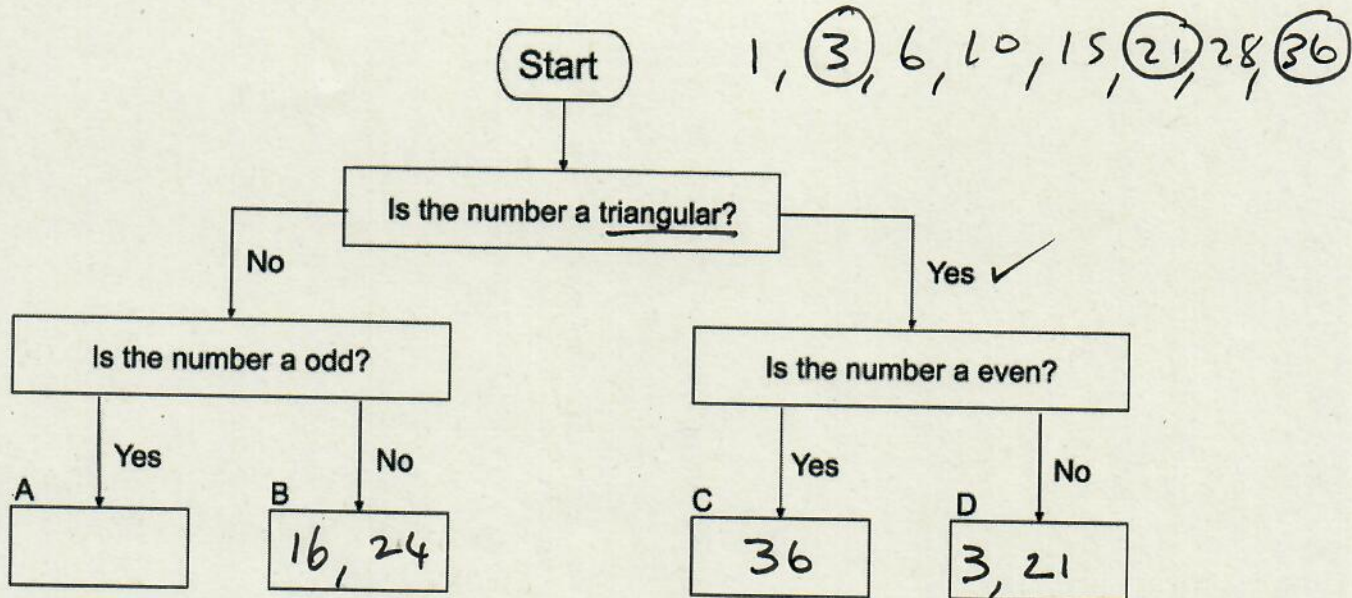 Start
1, 3, 6, 10, 15, 21, 28, 36
Is the number a triangular?
No
Yes ✓
Is the number a odd?
Is the number a even?
Yes
No
Yes
No
A
B
C
D
16, 24
36
3, 21